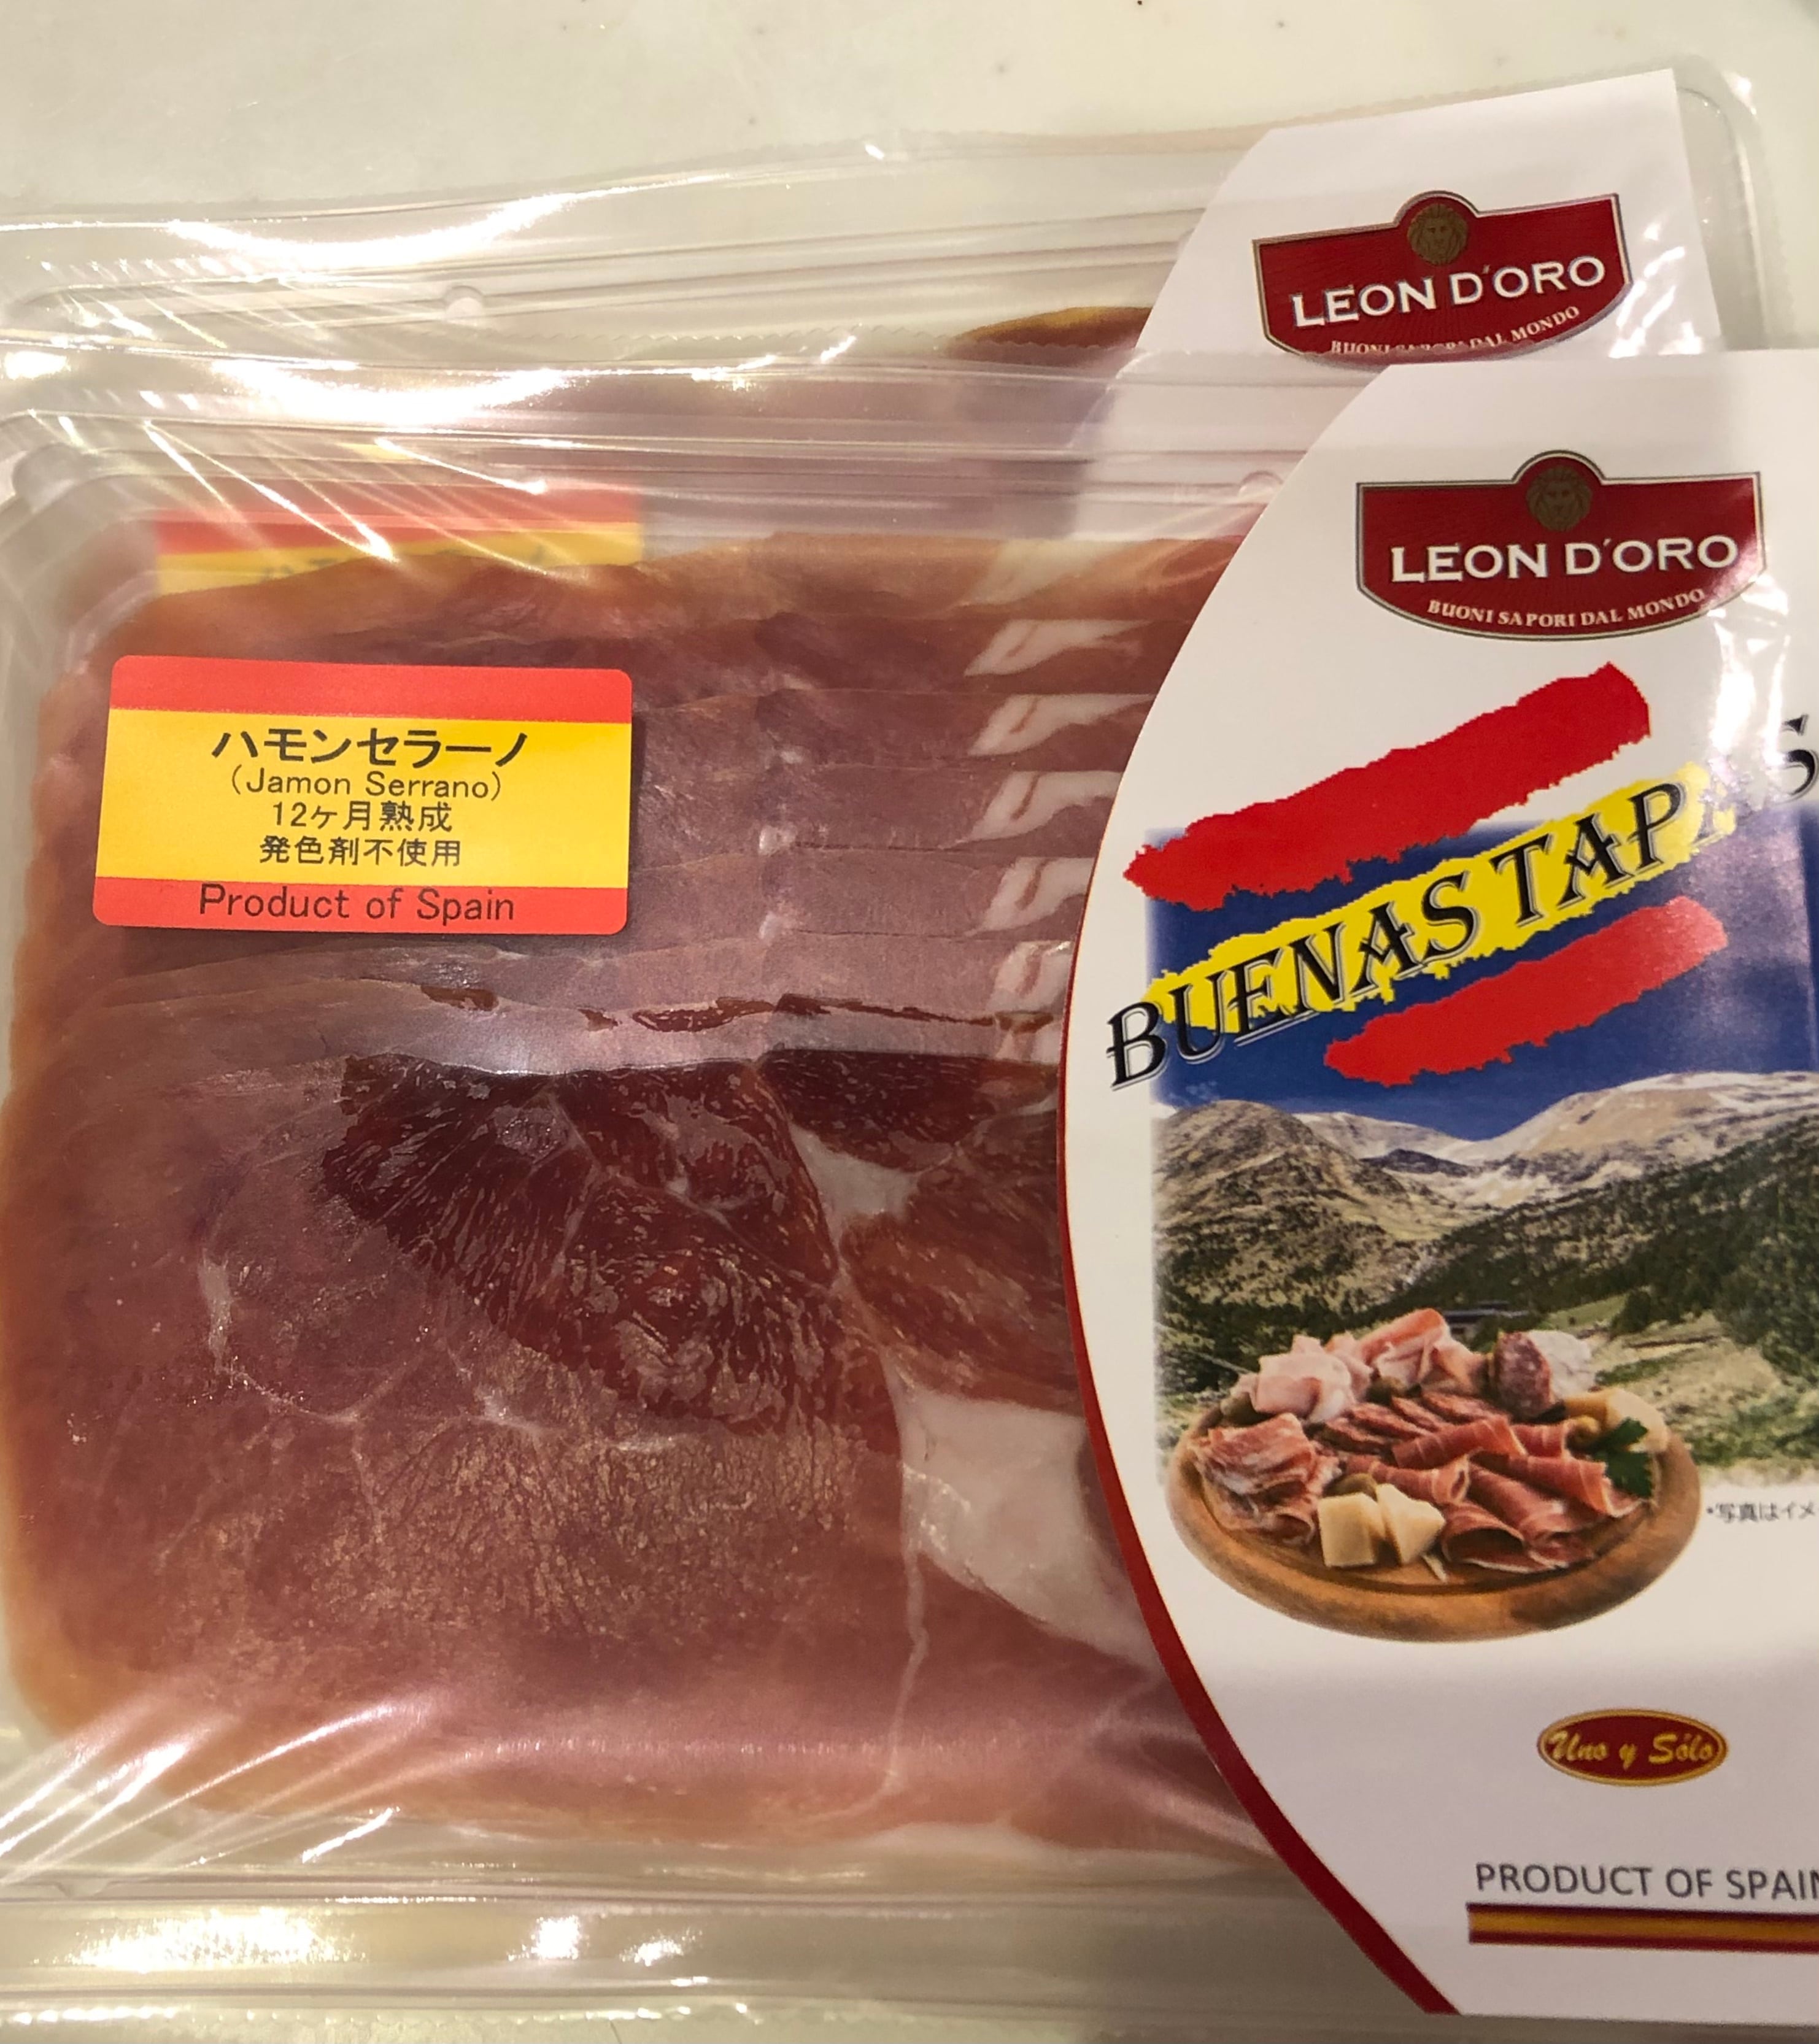 LEON D'ORO
BUONI SAPORI DAL MONDO
LEON D'ORO
BUONI SAPORI DAL MONDO
BUENAS TAPAS
ハモンセラーノ
(Jamon Serrano)
12ヶ月熟成
発色剤不使用
Product of Spain
*写真はイメ
Uno y Sólo
PRODUCT OF SPAIN